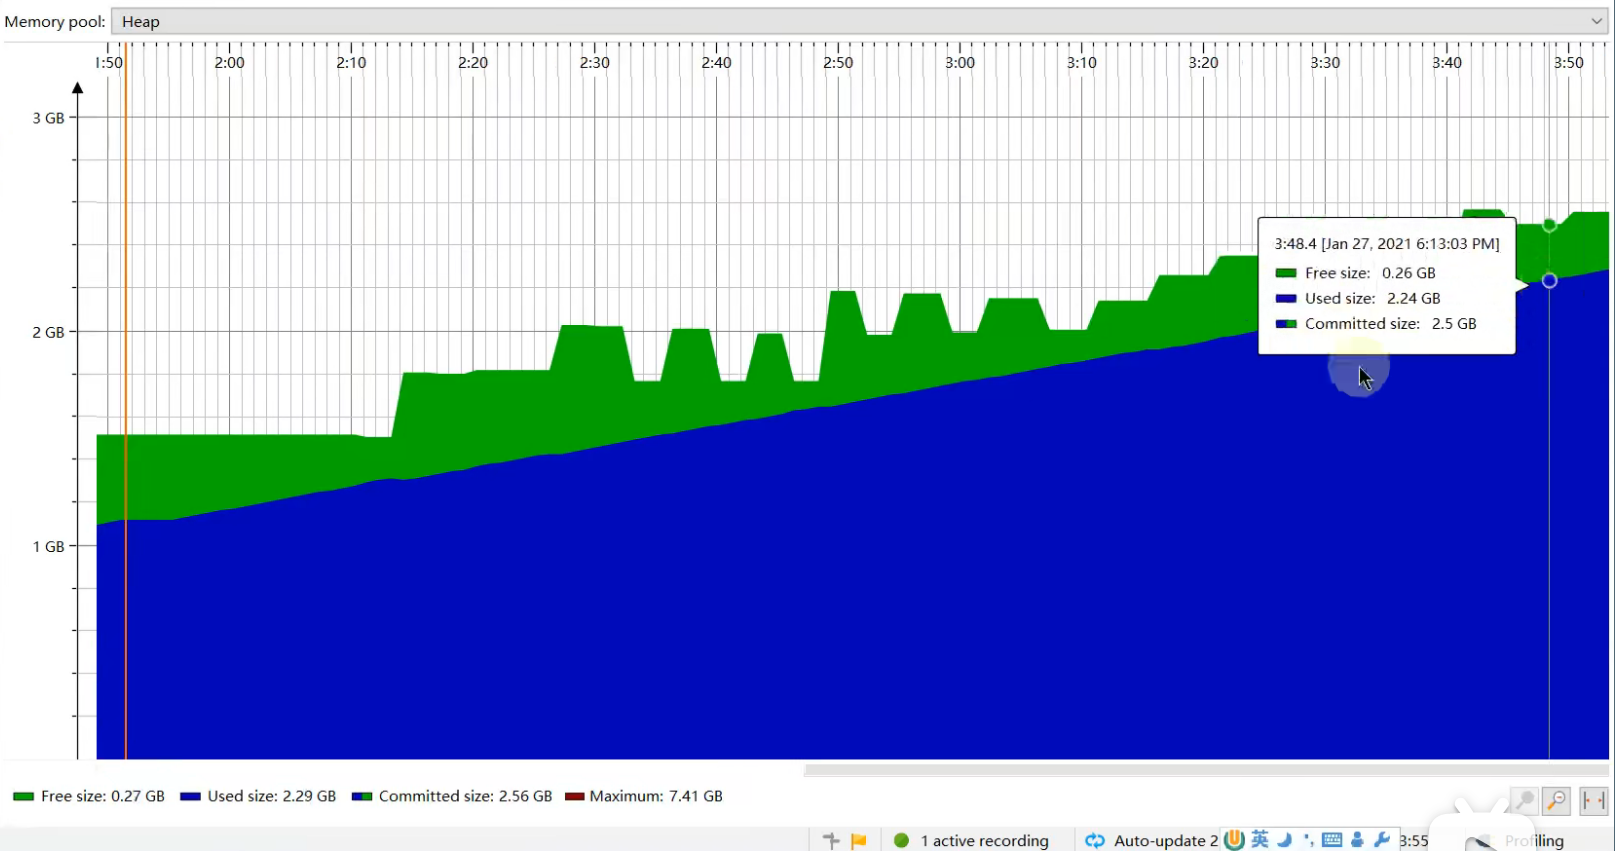 Memory pool: Heap
1:50 2:00 2:10 2:20 2:30 2:40 2:50 3:00 3:10 3:20 3:30 3:40 3:50
3 GB
2 GB
1 GB
3:48.4 [Jan 27, 2021 6:13:03 PM]
Free size: 0.26 GB
Used size: 2.24 GB
Committed size: 2.5 GB
Free size: 0.27 GB Used size: 2.29 GB Committed size: 2.56 GB Maximum: 7.41 GB
1 active recording Auto-update 2 英 3:55 Profiling